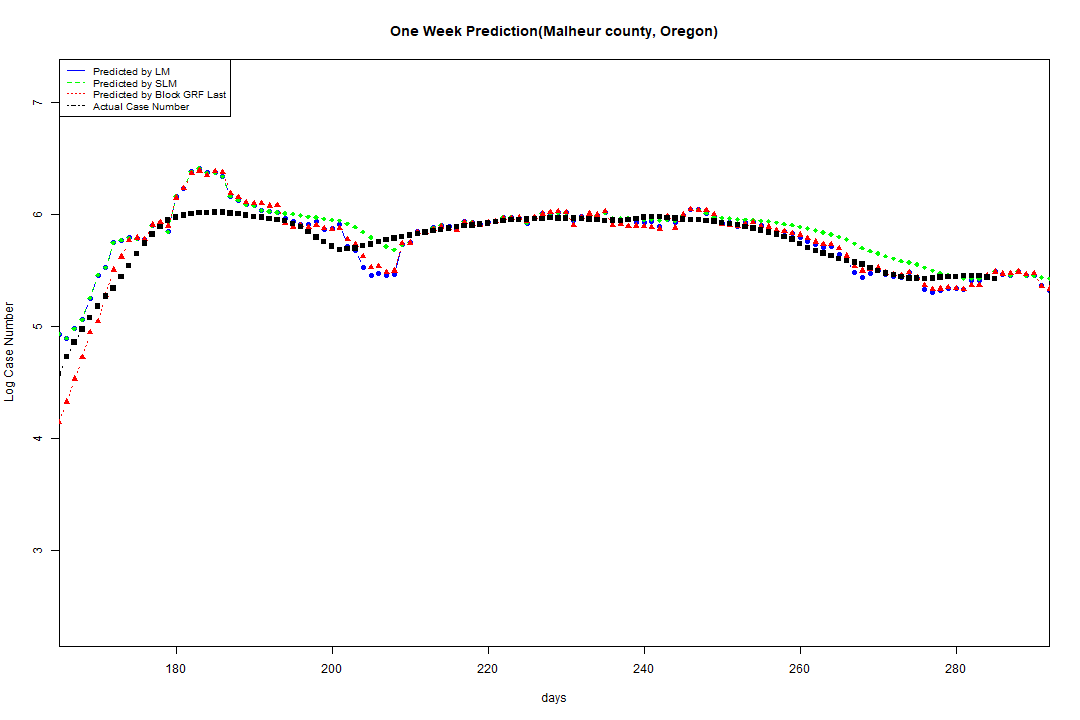 One Week Prediction(Malheur county, Oregon)
Predicted by LM
Predicted by SLM
Predicted by Block GRF Last
Actual Case Number
7
6
5
4
3
Log Case Number
180 200 220 240 260 280
days